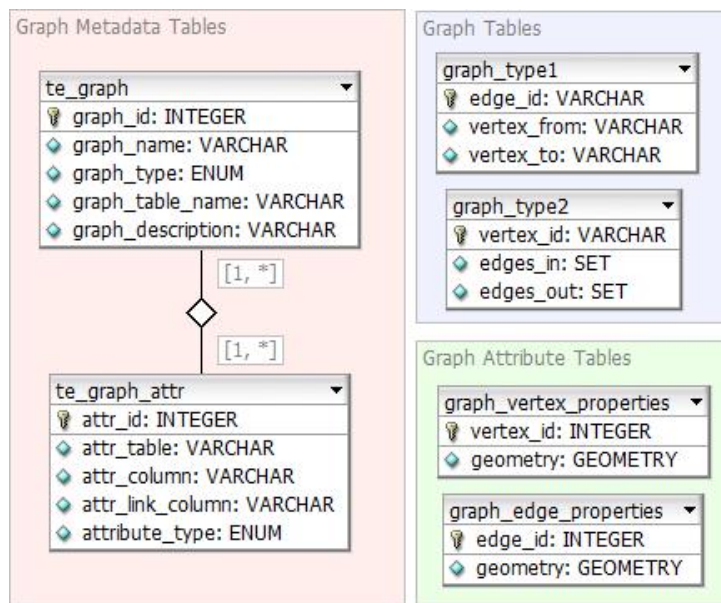 Graph Metadata Tables
te_graph
graph_id: INTEGER
graph_name: VARCHAR
graph_type: ENUM
graph_table_name: VARCHAR
graph_description: VARCHAR
[1, *]
[1, *]
te_graph_attr
attr_id: INTEGER
attr_table: VARCHAR
attr_column: VARCHAR
attr_link_column: VARCHAR
attribute_type: ENUM
Graph Tables
graph_type1
edge_id: VARCHAR
vertex_from: VARCHAR
vertex_to: VARCHAR
graph_type2
vertex_id: VARCHAR
edges_in: SET
edges_out: SET
Graph Attribute Tables
graph_vertex_properties
vertex_id: INTEGER
geometry: GEOMETRY
graph_edge_properties
edge_id: INTEGER
geometry: GEOMETRY